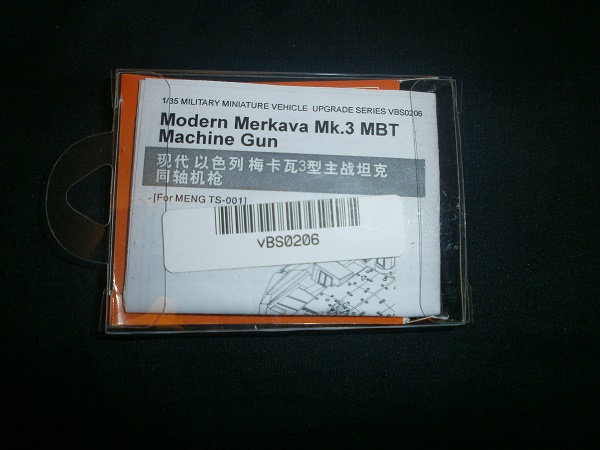 1/35 MILITARY MINIATURE VEHICLE UPGRADE SERIES VBS0206
Modern Merkava Mk.3 MBT
Machine Gun
现代 以色列 梅卡瓦3型主战坦克
同轴机枪
-[For MENG TS-001]
VBS0206